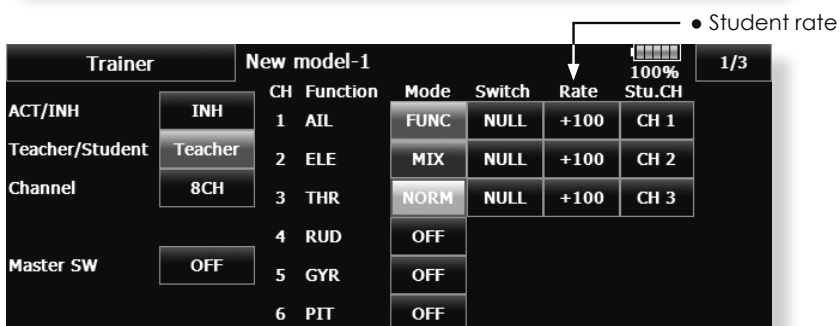 ● Student rate
Trainer New model-1 100% 1/3
CH Function Mode Switch Rate Stu.CH
ACT/INH INH 1 AIL FUNC NULL +100 CH 1
Teacher/Student Teacher 2 ELE MIX NULL +100 CH 2
Channel 8CH 3 THR NORM NULL +100 CH 3
4 RUD OFF
Master SW OFF 5 GYR OFF
6 PIT OFF